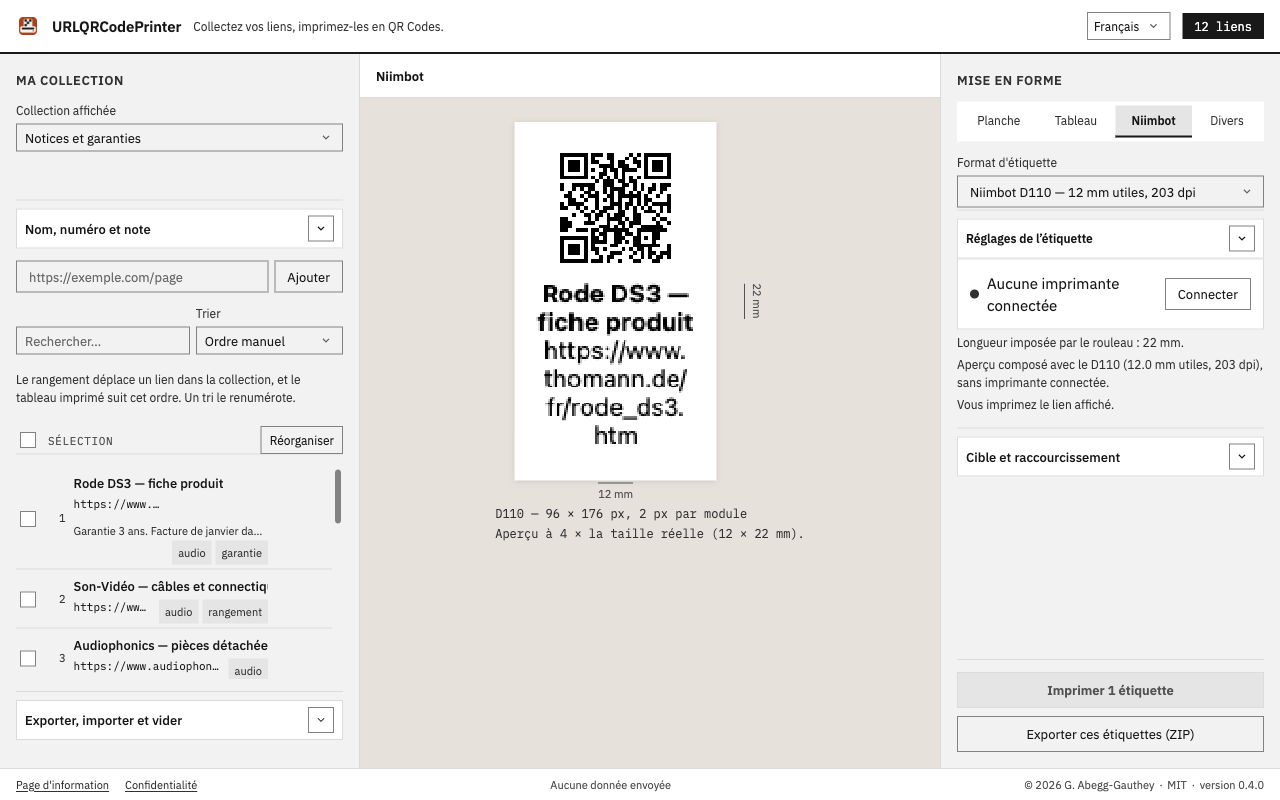 URLQRCodePrinter
Collectez vos liens, imprimez-les en QR Codes.
Français
12 liens
MA COLLECTION
Collection affichée
Notices et garanties
Nom, numéro et note
https://exemple.com/page
Ajouter
Trier
Rechercher…
Ordre manuel
Le rangement déplace un lien dans la collection, et le
tableau imprimé suit cet ordre. Un tri le renumérote.
SÉLECTION
Réorganiser
Rode DS3 — fiche produit
https://www.…
1
Garantie 3 ans. Facture de janvier da…
audio
garantie
Son-Vidéo — câbles et connectiq
2
https://ww…
audio
rangement
Audiophonics — pièces détachée
3
https://www.audiophon…
audio
Exporter, importer et vider
Niimbot
Rode DS3 —
fiche produit
https://www.
thomann.de/
fr/rode_ds3.
htm
22 mm
12 mm
D110 — 96 × 176 px, 2 px par module
Aperçu à 4 × la taille réelle (12 × 22 mm).
MISE EN FORME
Planche
Tableau
Niimbot
Divers
Format d'étiquette
Niimbot D110 — 12 mm utiles, 203 dpi
Réglages de l'étiquette
Aucune imprimante
connectée
Connecter
Longueur imposée par le rouleau : 22 mm.
Aperçu composé avec le D110 (12.0 mm utiles, 203 dpi),
sans imprimante connectée.
Vous imprimez le lien affiché.
Cible et raccourcissement
Imprimer 1 étiquette
Exporter ces étiquettes (ZIP)
Page d'information
Confidentialité
Aucune donnée envoyée
© 2026 G. Abegg-Gauthey · MIT · version 0.4.0